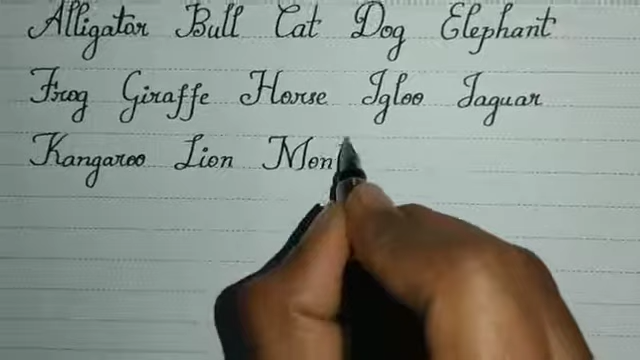 Alligator Bull Cat Dog Elephant
Frog Giraffe Horse Igloo Jaguar
Kangaroo Lion Mon